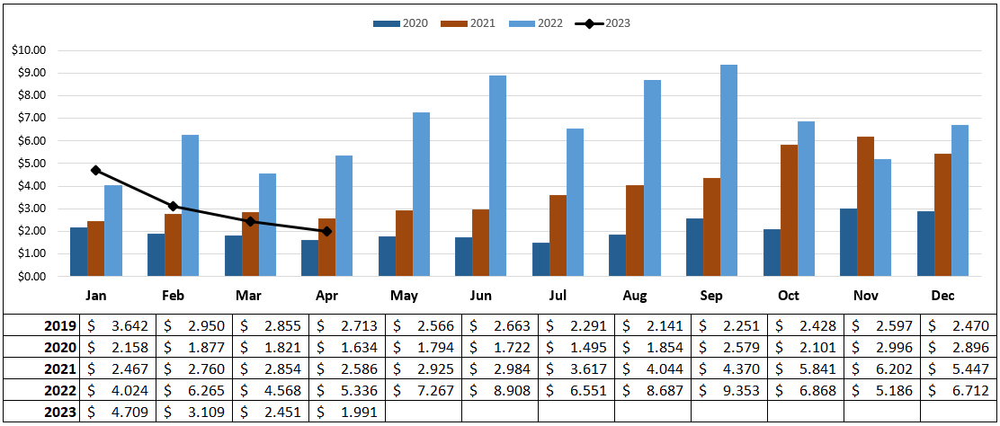 2020 2021 2022 2023
$10.00
$9.00
$8.00
$7.00
$6.00
$5.00
$4.00
$3.00
$2.00
$1.00
$0.00
Jan Feb Mar Apr May Jun Jul Aug Sep Oct Nov Dec
2019 $ 3.642 $ 2.950 $ 2.855 $ 2.713 $ 2.566 $ 2.663 $ 2.291 $ 2.141 $ 2.251 $ 2.428 $ 2.597 $ 2.470
2020 $ 2.158 $ 1.877 $ 1.821 $ 1.634 $ 1.794 $ 1.722 $ 1.495 $ 1.854 $ 2.579 $ 2.101 $ 2.996 $ 2.896
2021 $ 2.467 $ 2.760 $ 2.854 $ 2.586 $ 2.925 $ 2.984 $ 3.617 $ 4.044 $ 4.370 $ 5.841 $ 6.202 $ 5.447
2022 $ 4.024 $ 6.265 $ 4.568 $ 5.336 $ 7.267 $ 8.908 $ 6.551 $ 8.687 $ 9.353 $ 6.868 $ 5.186 $ 6.712
2023 $ 4.709 $ 3.109 $ 2.451 $ 1.991